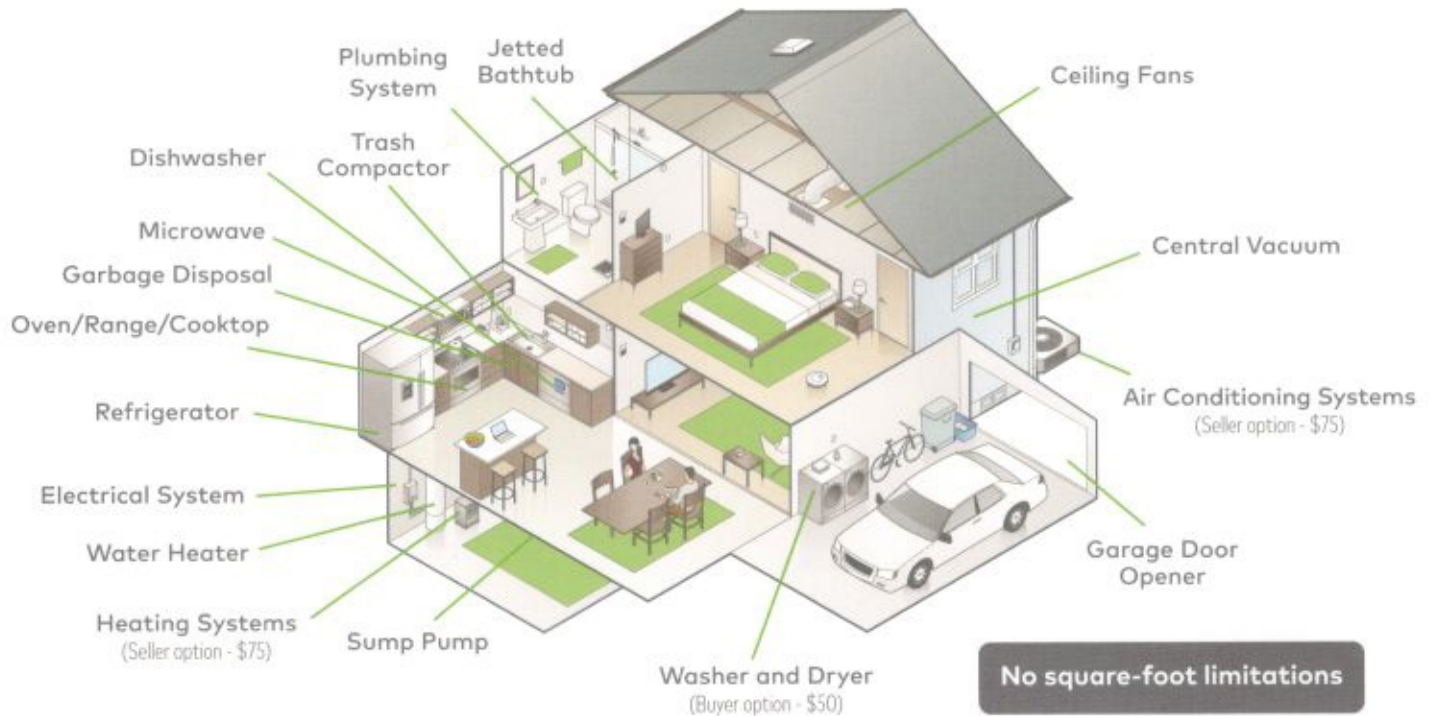 Plumbing
System
Jetted
Bathtub
Ceiling Fans
Dishwasher
Trash
Compactor
Microwave
Central Vacuum
Garbage Disposal
Oven/Range/Cooktop
Refrigerator
Air Conditioning Systems
(Seller option - $75)
Electrical System
Water Heater
Garage Door
Opener
Heating Systems
(Seller option - $75)
Sump Pump
Washer and Dryer
(Buyer option - $50)
No square-foot limitations